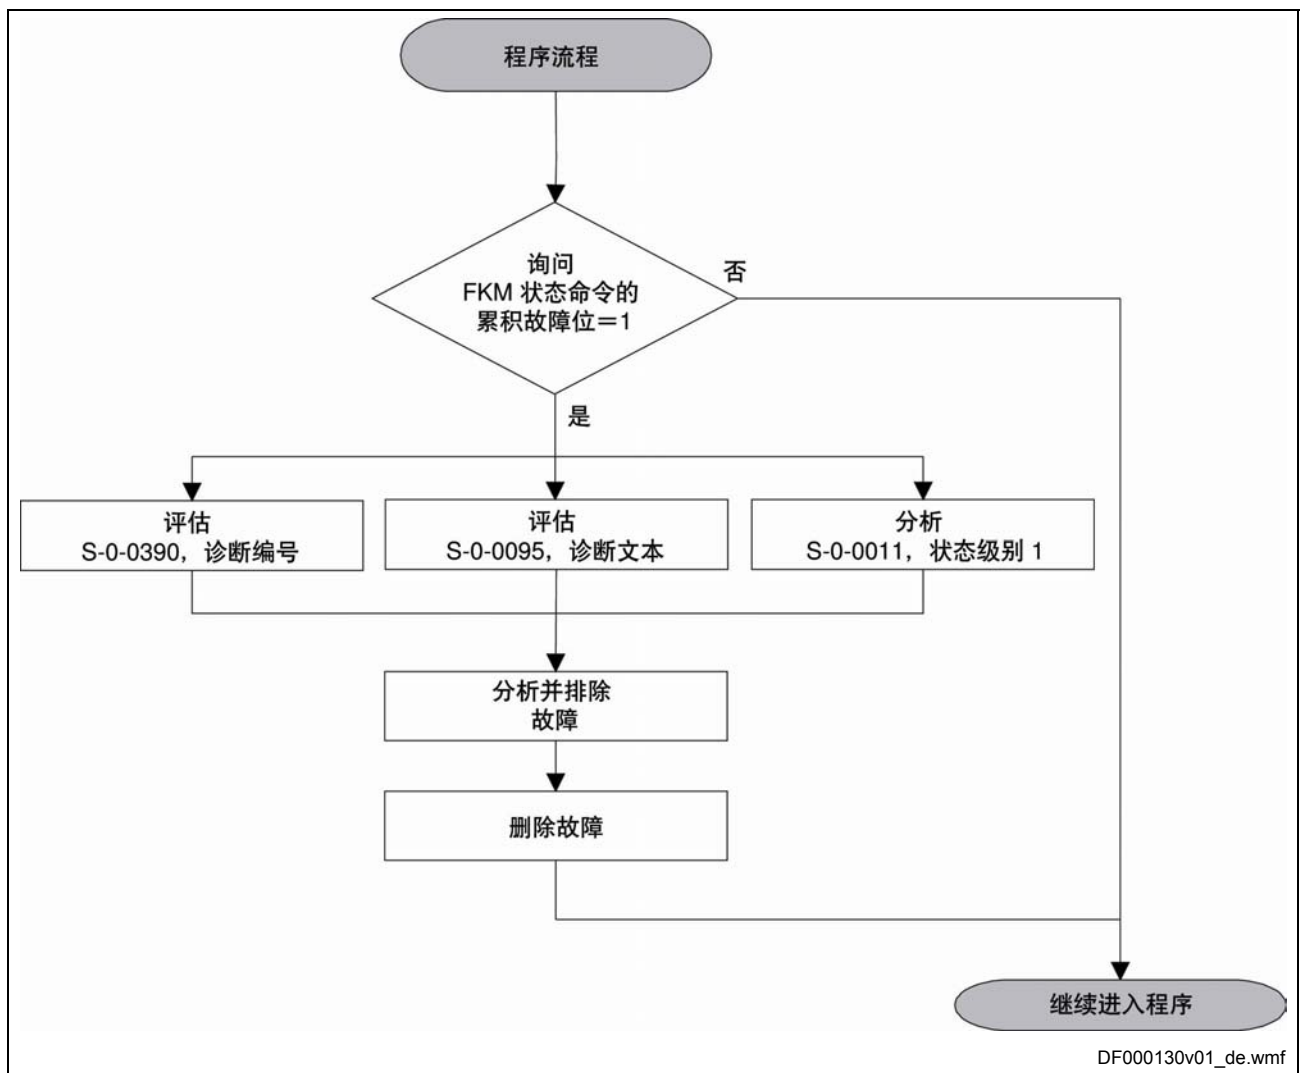 程序流程
询问
FKM 状态命令的
累积故障位＝1
否
是
评估
S-0-0390，诊断编号
评估
S-0-0095，诊断文本
分析
S-0-0011，状态级别 1
分析并排除
故障
删除故障
继续进入程序
DF000130v01_de.wmf